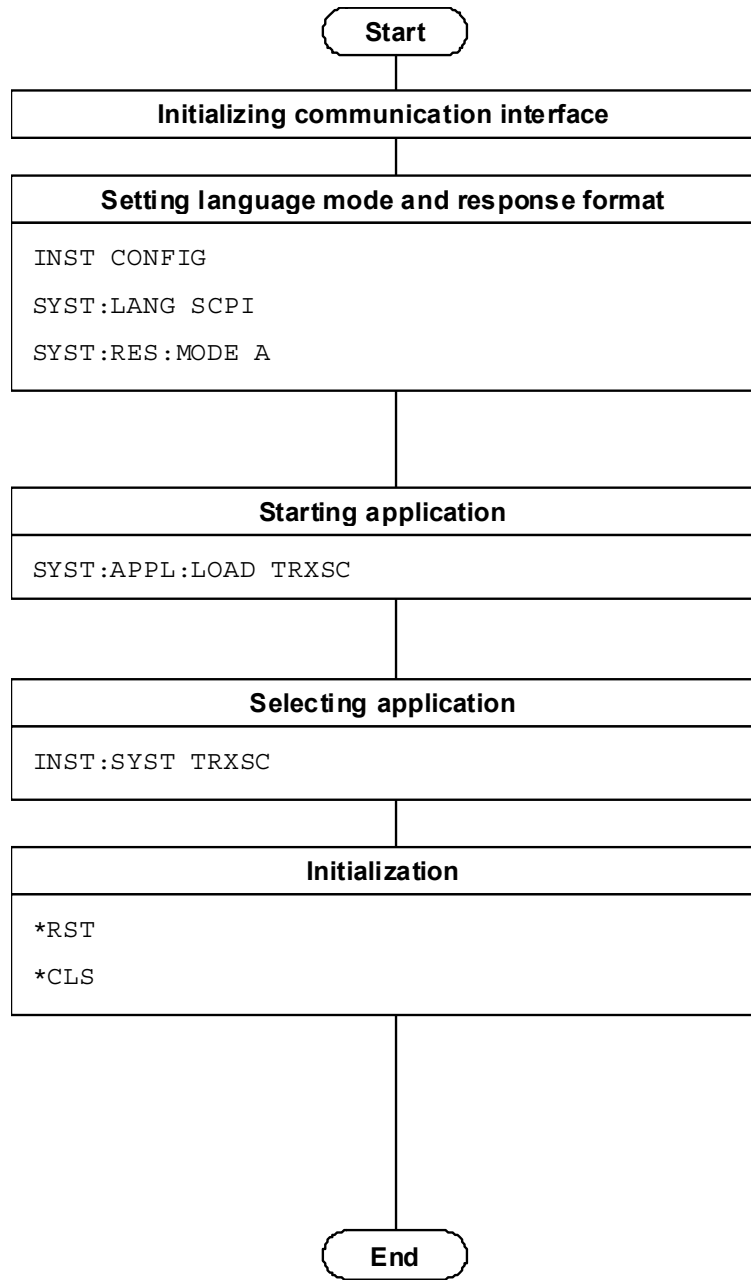 Start
Initializing communication interface
Setting language mode and response format
INST CONFIG
SYST:LANG SCPI
SYST:RES:MODE A
Starting application
SYST:APPL:LOAD TRXSC
Selecting application
INST:SYST TRXSC
Initialization
*RST
*CLS
End